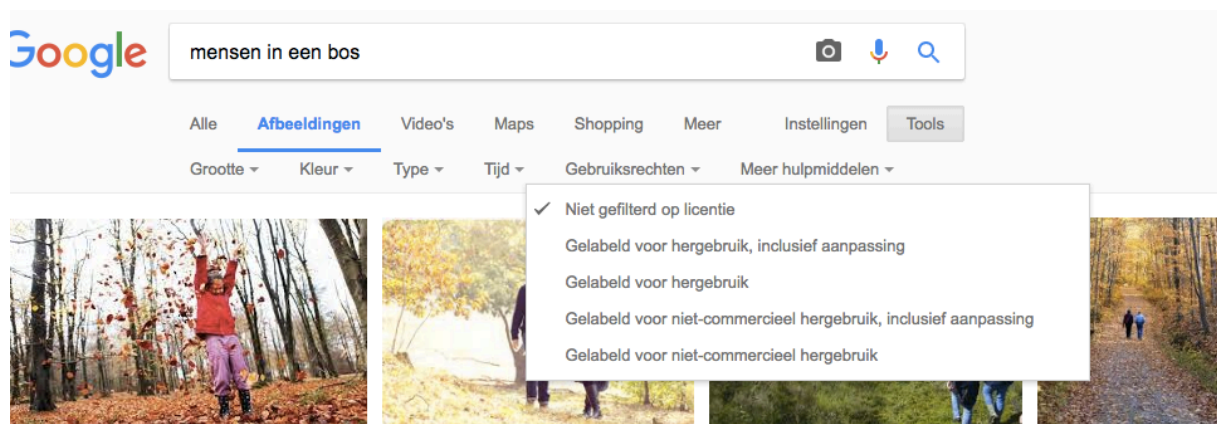 Google mensen in een bos
Alle Afbeeldingen Video's Maps Shopping Meer Instellingen Tools
Grootte Kleur Type Tijd Gebruiksrechten Meer hulpmiddelen
Niet gefilterd op licentie
Gelabeld voor hergebruik, inclusief aanpassing
Gelabeld voor hergebruik
Gelabeld voor niet-commercieel hergebruik, inclusief aanpassing
Gelabeld voor niet-commercieel hergebruik